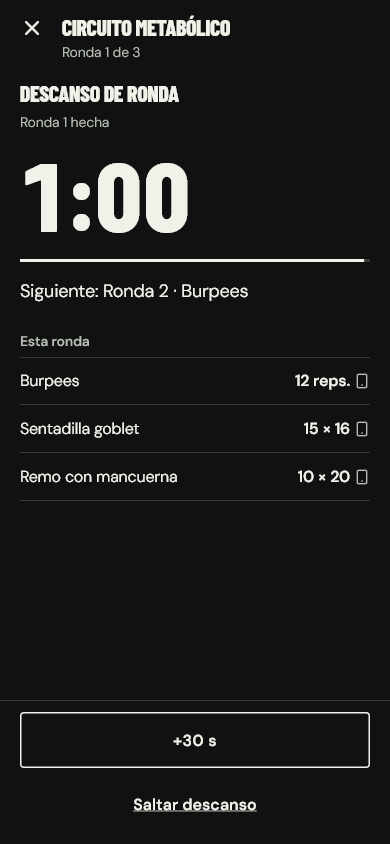 CIRCUITO METABÓLICO
Ronda 1 de 3
DESCANSO DE RONDA
Ronda 1 hecha
1:00
Siguiente: Ronda 2 · Burpees
Esta ronda
Burpees 12 reps.
Sentadilla goblet 15 × 16
Remo con mancuerna 10 × 20
+30 s
Saltar descanso